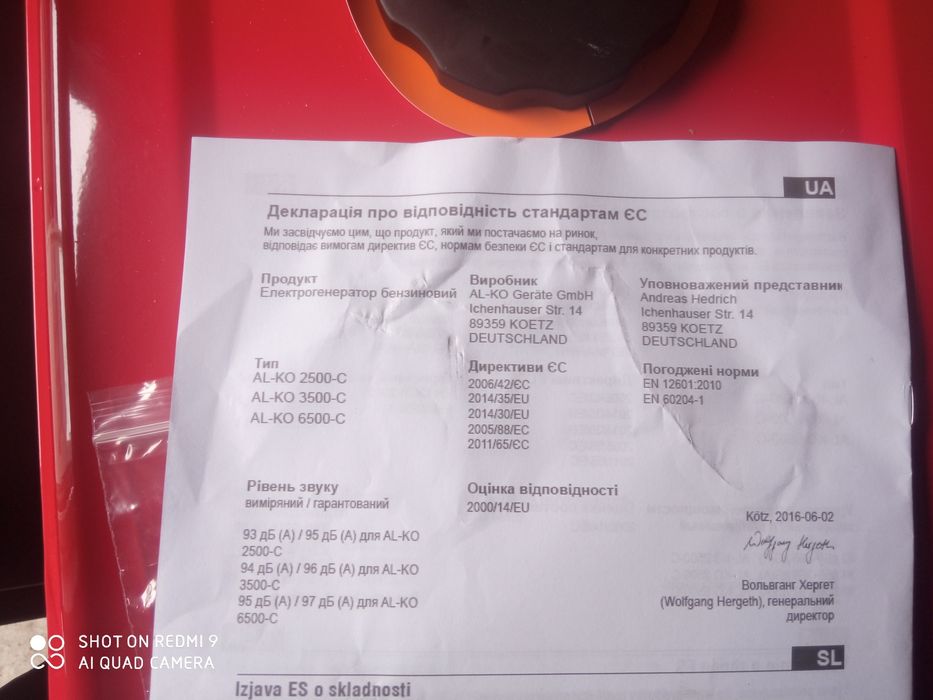 UA
Декларація про відповідність стандартам ЄС
Ми засвідчуємо цим, що продукт, який ми постачаємо на ринок,
відповідає вимогам директив ЄС, нормам безпеки ЄС і стандартам для конкретних продуктів.
Продукт
Електрогенератор бензиновий
Виробник
AL-KO Geräte GmbH
Ichenhauser Str. 14
89359 KOETZ
DEUTSCHLAND
Уповноважений представник
Andreas Hedrich
Ichenhauser Str. 14
89359 KOETZ
DEUTSCHLAND
Тип
AL-KO 2500-C
AL-KO 3500-C
AL-KO 6500-C
Директиви ЄС
2006/42/ЄС
2014/35/EU
2014/30/EU
2005/88/EC
2011/65/ЄС
Погоджені норми
EN 12601:2010
EN 60204-1
Рівень звуку
виміряний / гарантований
93 дБ (A) / 95 дБ (A) для AL-KO
2500-C
94 дБ (A) / 96 дБ (A) для AL-KO
3500-C
95 дБ (A) / 97 дБ (A) для AL-KO
6500-C
Оцінка відповідності
2000/14/EU
Kötz, 2016-06-02
Wolfgang Hergeth
Вольвганг Хергет
(Wolfgang Hergeth), генеральний
директор
SL
Izjava ES o skladnosti
SHOT ON REDMI 9
AI QUAD CAMERA